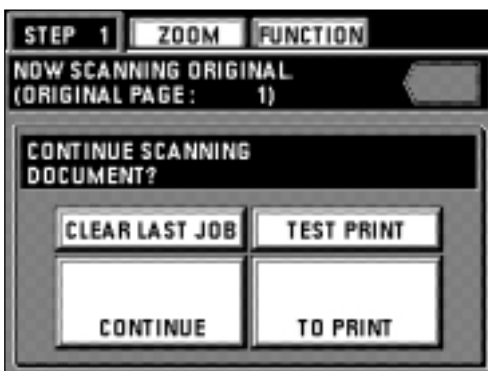 STEP 1 ZOOM FUNCTION
NOW SCANNING ORIGINAL.
(ORIGINAL PAGE: 1)
CONTINUE SCANNING
DOCUMENT?
CLEAR LAST JOB TEST PRINT
CONTINUE TO PRINT